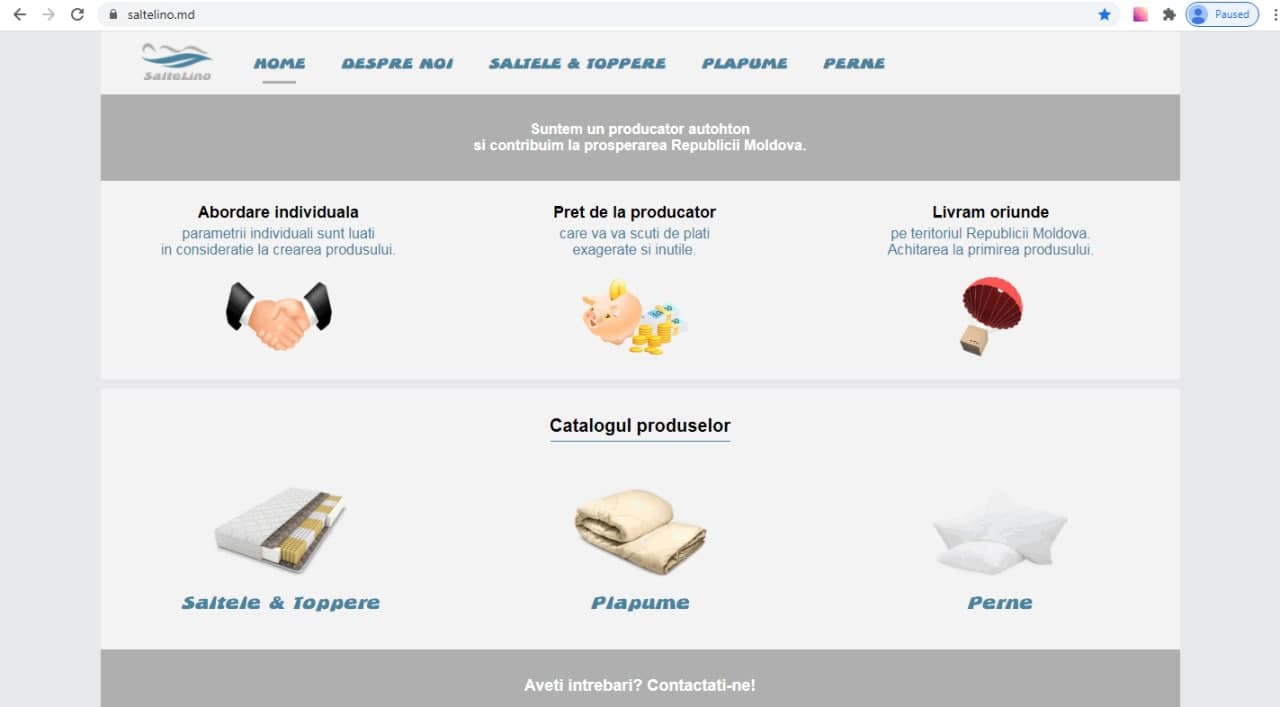 saltelino.md
Paused
SalteLino
HOME
DESPRE NOI
SALTELE & TOPPERE
PLAPUME
PERNE
Suntem un producator autohton
si contribuim la prosperarea Republicii Moldova.
Abordare individuala
parametrii individuali sunt luati
in consideratie la crearea produsului.
Pret de la producator
care va va scuti de plati
exagerate si inutile.
Livram oriunde
pe teritoriul Republicii Moldova.
Achitarea la primirea produsului.
Catalogul produselor
Saltele & Toppere
Plapume
Perne
Aveti intrebari? Contactati-ne!